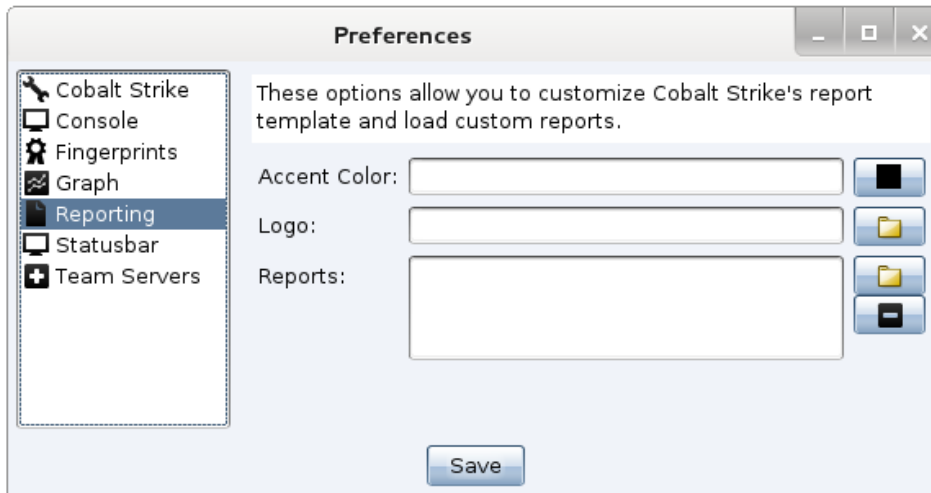 Preferences
Cobalt Strike
Console
Fingerprints
Graph
Reporting
Statusbar
Team Servers
These options allow you to customize Cobalt Strike's report
template and load custom reports.
Accent Color:
Logo:
Reports:
Save